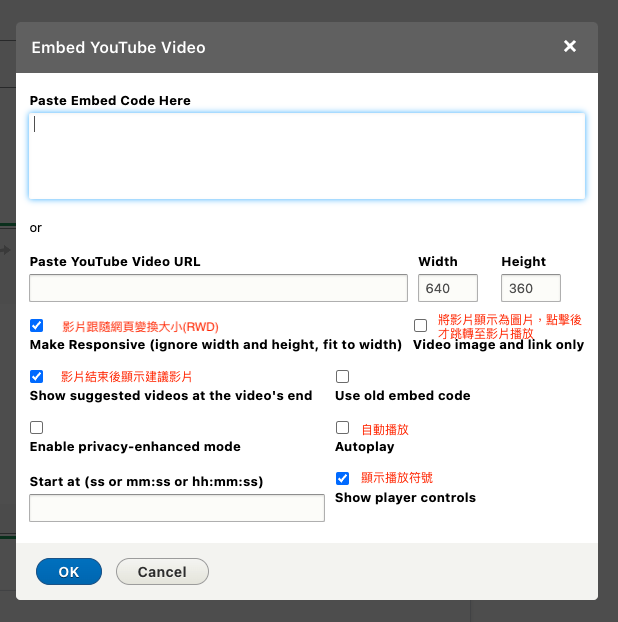 Embed YouTube Video
Paste Embed Code Here
or
Paste YouTube Video URL
Width
Height
640
360
影片跟隨網頁變換大小(RWD)
Make Responsive (ignore width and height, fit to width)
將影片顯示為圖片，點擊後
才跳轉至影片播放
Video image and link only
影片結束後顯示建議影片
Show suggested videos at the video's end
Use old embed code
Enable privacy-enhanced mode
自動播放
Autoplay
Start at (ss or mm:ss or hh:mm:ss)
顯示播放符號
Show player controls
OK
Cancel